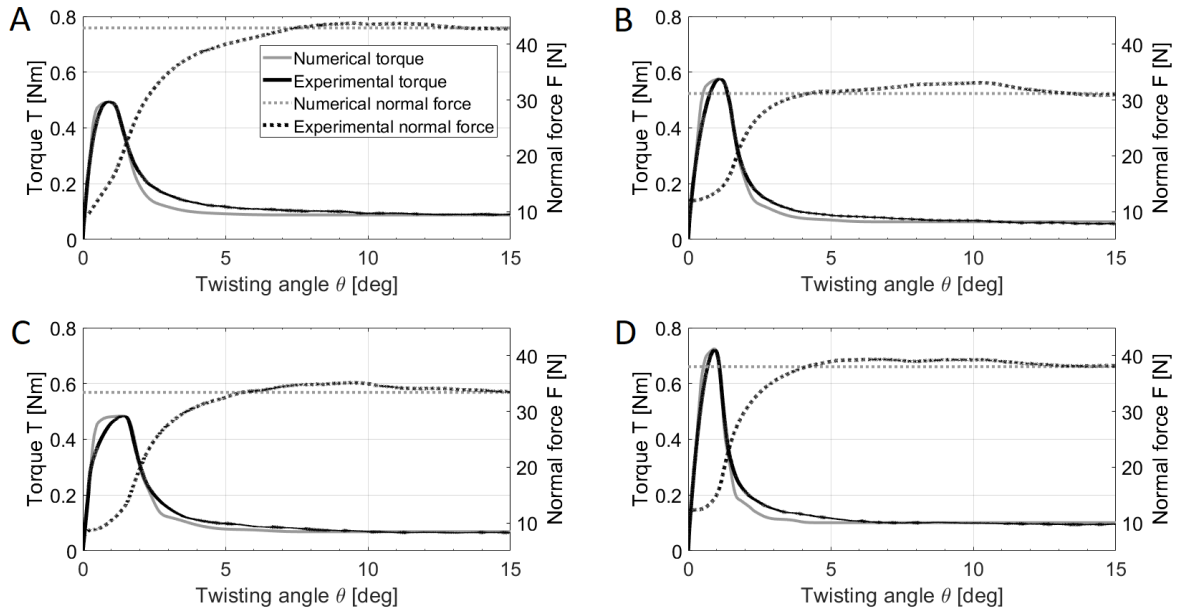 A
0.8
0.6
0.4
0.2
0
Torque T [Nm]
40
30
20
10
Normal force F [N]
Numerical torque
Experimental torque
Numerical normal force
Experimental normal force
0
5
10
15
Twisting angle θ [deg]
B
0.8
0.6
0.4
0.2
0
Torque T [Nm]
40
30
20
10
Normal force F [N]
0
5
10
15
Twisting angle θ [deg]
C
0.8
0.6
0.4
0.2
0
Torque T [Nm]
40
30
20
10
Normal force F [N]
0
5
10
15
Twisting angle θ [deg]
D
0.8
0.6
0.4
0.2
0
Torque T [Nm]
40
30
20
10
Normal force F [N]
0
5
10
15
Twisting angle θ [deg]